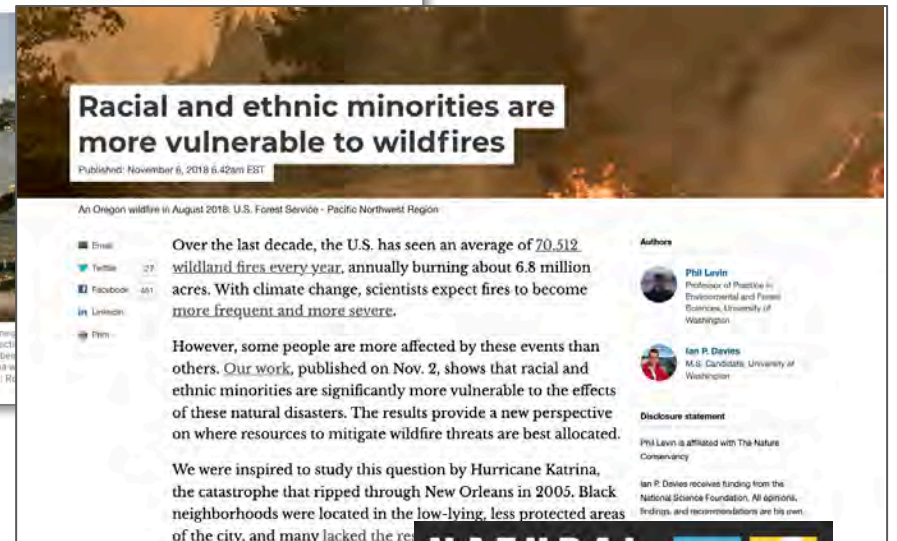 Racial and ethnic minorities are
more vulnerable to wildfires
Published: November 6, 2018 6.42am EST
An Oregon wildfire in August 2018. U.S. Forest Service - Pacific Northwest Region
Email
Twitter 27
Facebook 461
LinkedIn
Print
Over the last decade, the U.S. has seen an average of 70,512
wildland fires every year, annually burning about 6.8 million
acres. With climate change, scientists expect fires to become
more frequent and more severe.
However, some people are more affected by these events than
others. Our work, published on Nov. 2, shows that racial and
ethnic minorities are significantly more vulnerable to the effects
of these natural disasters. The results provide a new perspective
on where resources to mitigate wildfire threats are best allocated.
We were inspired to study this question by Hurricane Katrina,
the catastrophe that ripped through New Orleans in 2005. Black
neighborhoods were located in the low-lying, less protected areas
of the city, and many lacked the
Authors
Phil Levin
Professor of Practice in
Environmental and Forest
Sciences, University of
Washington
Ian P. Davies
M.S. Candidate, University of
Washington
Disclosure statement
Phil Levin is affiliated with The Nature
Conservancy
Ian P. Davies receives funding from the
National Science Foundation. All opinions,
findings, and recommendations are his own.